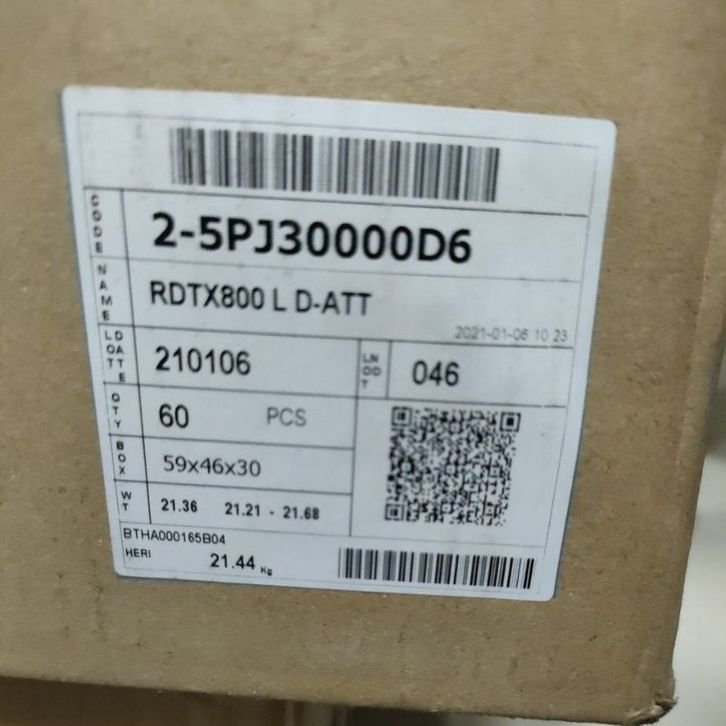 CODE 2-5PJ30000D6
NAME RDTX800 L D-ATT
2021-01-06 10 23
LOT DATE 210106 LOT NO 046
QTY 60 PCS
BOX 59x46x30
WT 21.36 21.21 - 21.68
BTHA000165B04
HERI 21.44 Kg